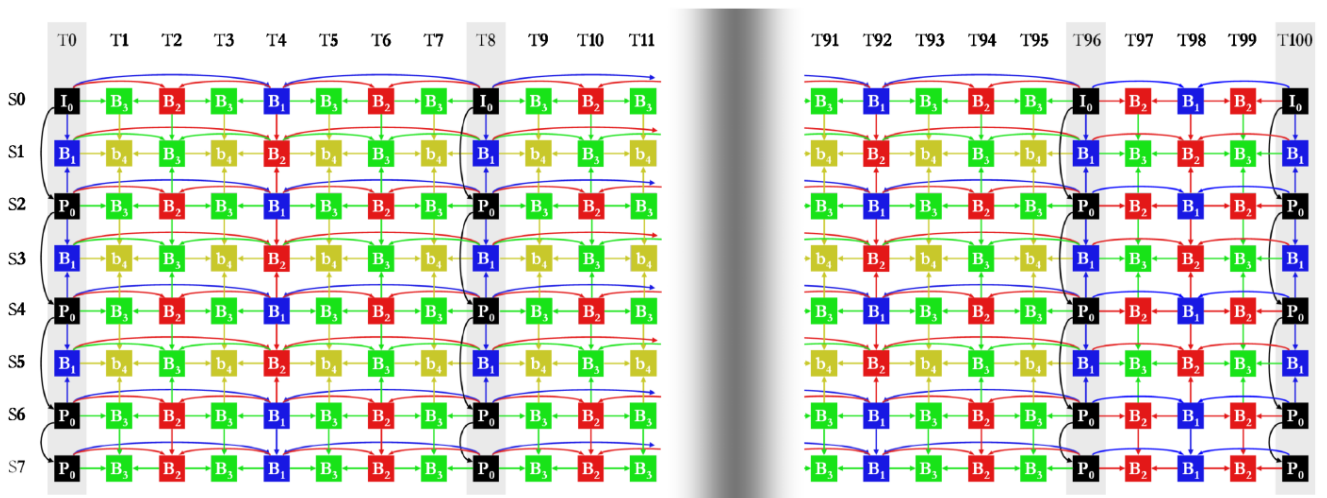 T0 T1 T2 T3 T4 T5 T6 T7 T8 T9 T10 T11 T91 T92 T93 T94 T95 T96 T97 T98 T99 T100
S0 I0 B3 B2 B3 B1 B3 B2 B3 I0 B3 B2 B3 B3 B1 B3 B2 B3 I0 B2 B1 B2 I0
S1 B1 b4 B3 b4 B2 b4 B3 b4 B1 b4 B3 b4 b4 B2 b4 B3 b4 B1 B3 B2 B3 B1
S2 P0 B3 B2 B3 B1 B3 B2 B3 P0 B3 B2 B3 B3 B1 B3 B2 B3 P0 B2 B1 B2 P0
S3 B1 b4 B3 b4 B2 b4 B3 b4 B1 b4 B3 b4 b4 B2 b4 B3 b4 B1 B3 B2 B3 B1
S4 P0 B3 B2 B3 B1 B3 B2 B3 P0 B3 B2 B3 B3 B1 B3 B2 B3 P0 B2 B1 B2 P0
S5 B1 b4 B3 b4 B2 b4 B3 b4 B1 b4 B3 b4 b4 B2 b4 B3 b4 B1 B3 B2 B3 B1
S6 P0 B3 B2 B3 B1 B3 B2 B3 P0 B3 B2 B3 B3 B1 B3 B2 B3 P0 B2 B1 B2 P0
S7 P0 B3 B2 B3 B1 B3 B2 B3 P0 B3 B2 B3 B3 B1 B3 B2 B3 P0 B2 B1 B2 P0